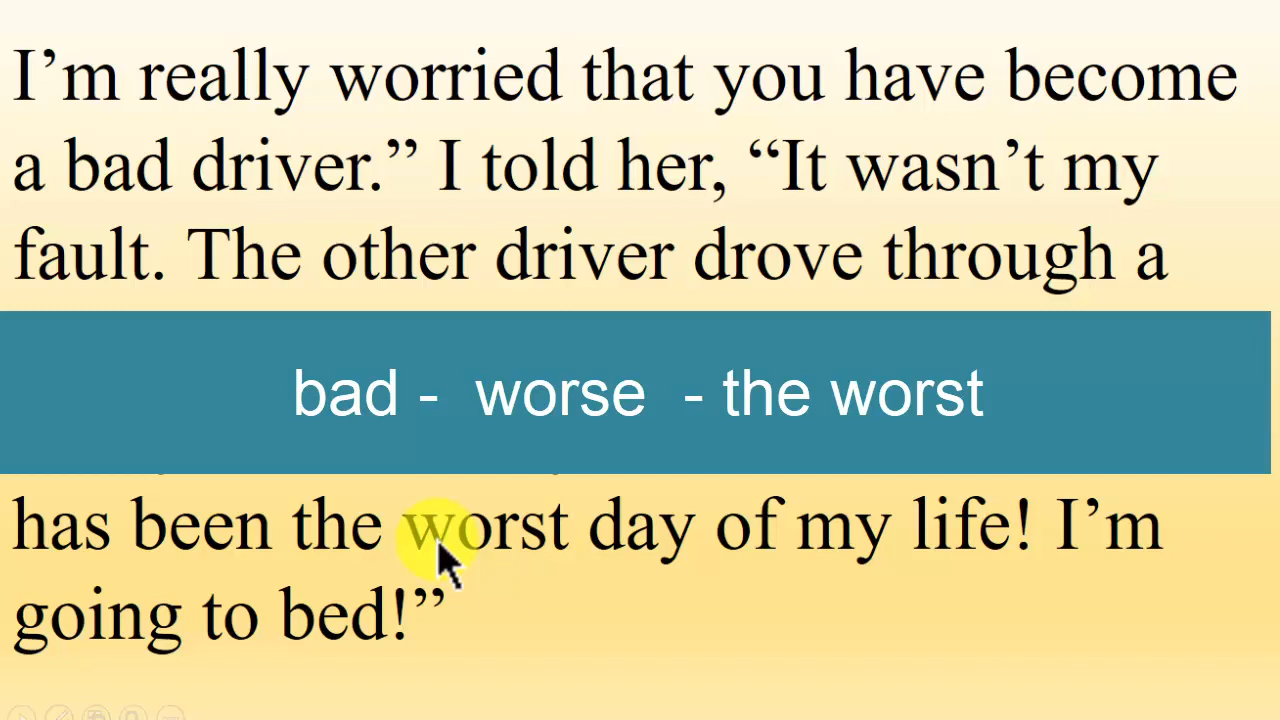 I’m really worried that you have become
a bad driver.” I told her, “It wasn’t my
fault. The other driver drove through a
bad - worse - the worst
has been the worst day of my life! I’m
going to bed!”